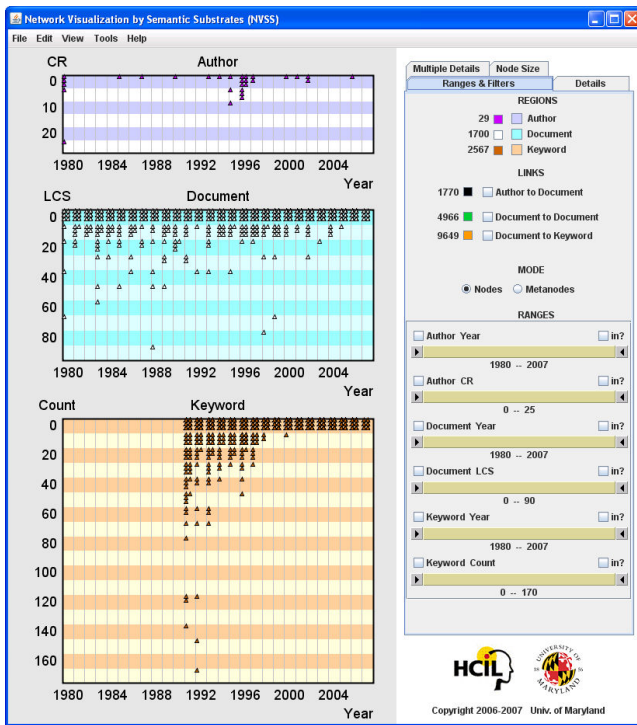 Network Visualization by Semantic Substrates (NVSS)
File Edit View Tools Help
CR Author
0
10
20
1980 1984 1988 1992 1996 2000 2004
Year
LCS Document
0
20
40
60
80
1980 1984 1988 1992 1996 2000 2004
Year
Count Keyword
0
20
40
60
80
100
120
140
160
1980 1984 1988 1992 1996 2000 2004
Year
Multiple Details Node Size
Ranges & Filters Details
REGIONS
29 Author
1700 Document
2567 Keyword
LINKS
1770 Author to Document
4966 Document to Document
9649 Document to Keyword
MODE
Nodes Metanodes
RANGES
Author Year in?
1980 -- 2007
Author CR in?
0 -- 25
Document Year in?
1980 -- 2007
Document LCS in?
0 -- 90
Keyword Year in?
1980 -- 2007
Keyword Count in?
0 -- 170
HCIL
UNIVERSITY OF
MARYLAND
18 56
Copyright 2006-2007 Univ. of Maryland